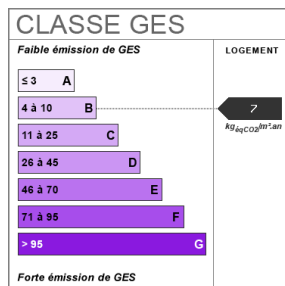 CLASSE GES
Faible émission de GES
LOGEMENT
≤ 3 A
4 à 10 B
7
kgéqCO2/m².an
11 à 25 C
26 à 45 D
46 à 70 E
71 à 95 F
> 95 G
Forte émission de GES